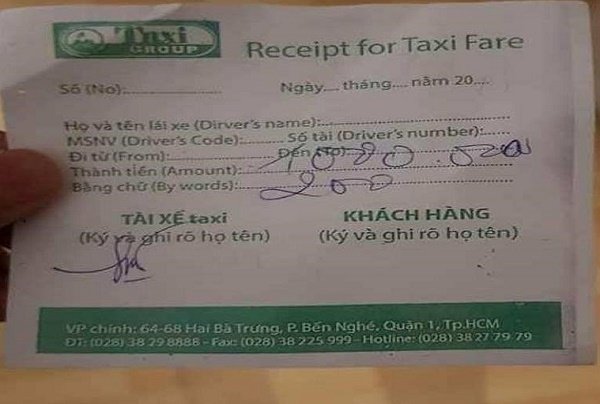 Taxi
GROUP
Receipt for Taxi Fare
Số (No):............... Ngày.... tháng.... năm 20....
Họ và tên lái xe (Dirver's name):...............
MSNV (Driver's Code):....... Số tài (Driver's number):......
Đi từ (From):............... Đến (To):
Thành tiền (Amount):............... 1080.000
Bằng chữ (By words):............... 200
TÀI XẾ taxi KHÁCH HÀNG
(Ký và ghi rõ họ tên) (Ký và ghi rõ họ tên)
VP chính: 64-68 Hai Bà Trưng, P. Bến Nghé, Quận 1, Tp.HCM
ĐT: (028) 38 29 8888 - Fax: (028) 38 225 999 - Hotline: (028) 38 27 79 79